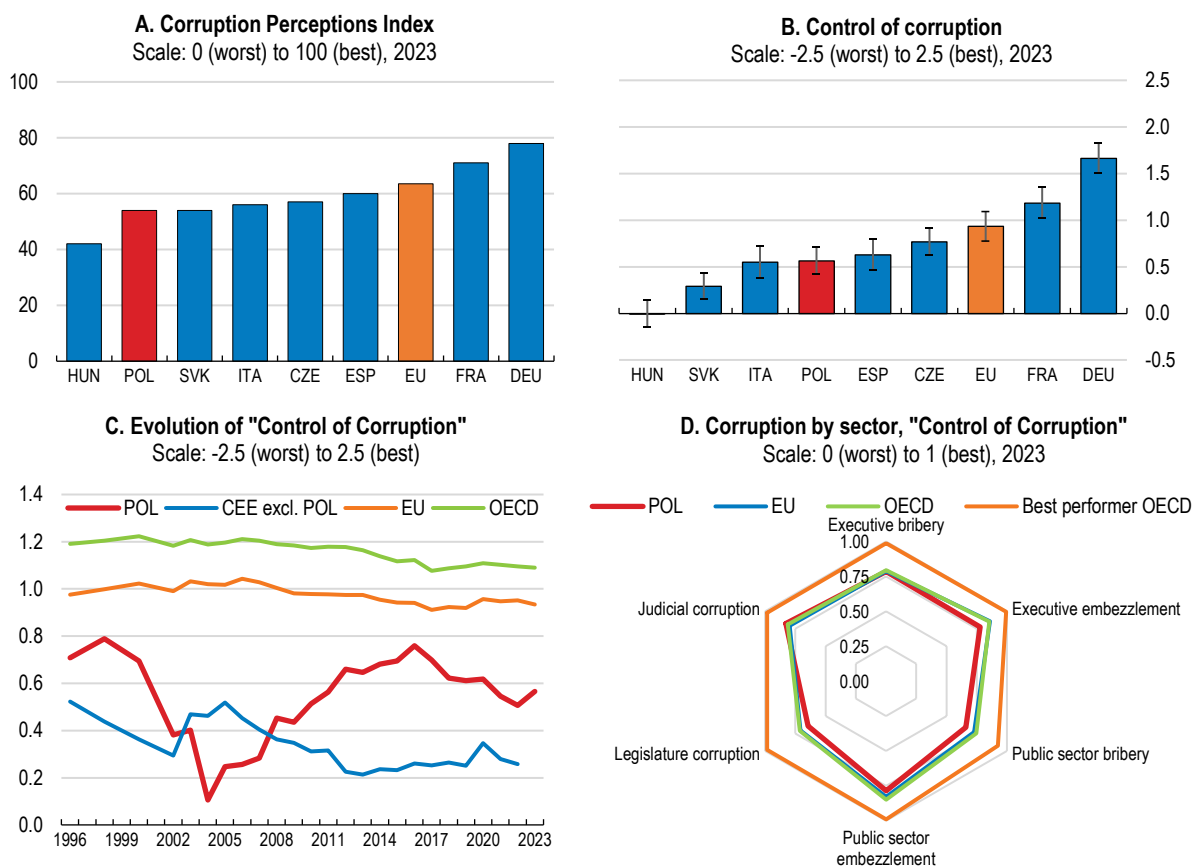 A. Corruption Perceptions Index
Scale: 0 (worst) to 100 (best), 2023
100
80
60
40
20
0
HUN POL SVK ITA CZE ESP EU FRA DEU
B. Control of corruption
Scale: -2.5 (worst) to 2.5 (best), 2023
2.5
2.0
1.5
1.0
0.5
0.0
-0.5
HUN SVK ITA POL ESP CZE EU FRA DEU
C. Evolution of "Control of Corruption"
Scale: -2.5 (worst) to 2.5 (best)
1.4
POL CEE excl. POL EU OECD
1.2
1.0
0.8
0.6
0.4
0.2
0.0
1996 1999 2002 2005 2008 2011 2014 2017 2020 2023
D. Corruption by sector, "Control of Corruption"
Scale: 0 (worst) to 1 (best), 2023
POL EU OECD Best performer OECD
Executive bribery
1.00
0.75
0.50
0.25
0.00
Judicial corruption
Executive embezzlement
Legislature corruption
Public sector bribery
Public sector
embezzlement